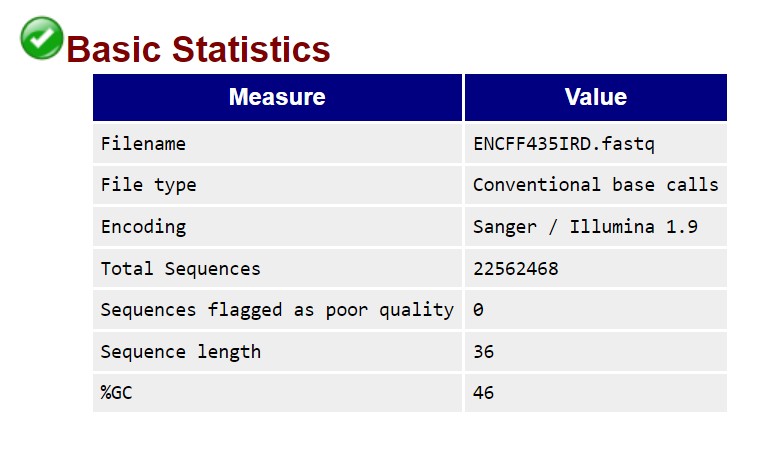 Basic Statistics
Measure Value
Filename ENCFF435IRD.fastq
File type Conventional base calls
Encoding Sanger / Illumina 1.9
Total Sequences 22562468
Sequences flagged as poor quality 0
Sequence length 36
%GC 46